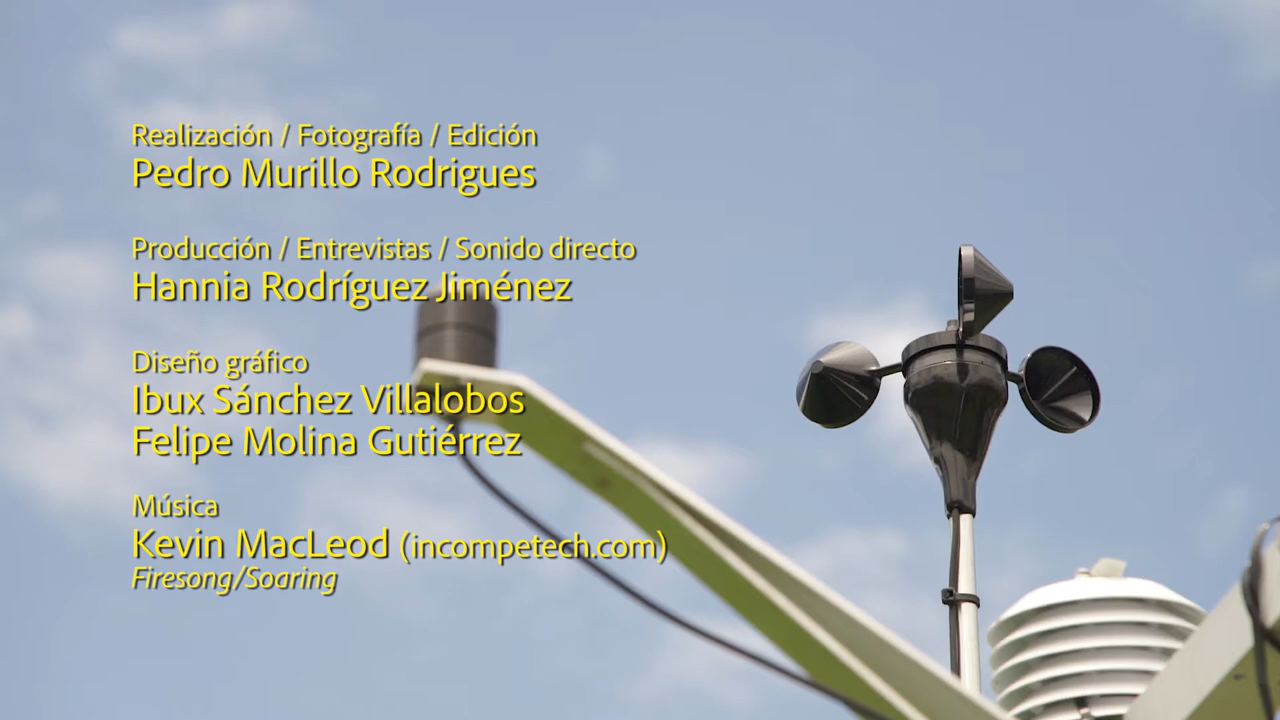 Realización / Fotografía / Edición
Pedro Murillo Rodrigues
Producción / Entrevistas / Sonido directo
Hannia Rodríguez Jiménez
Diseño gráfico
Ibux Sánchez Villalobos
Felipe Molina Gutiérrez
Música
Kevin MacLeod (incompetech.com)
Firesong/Soaring